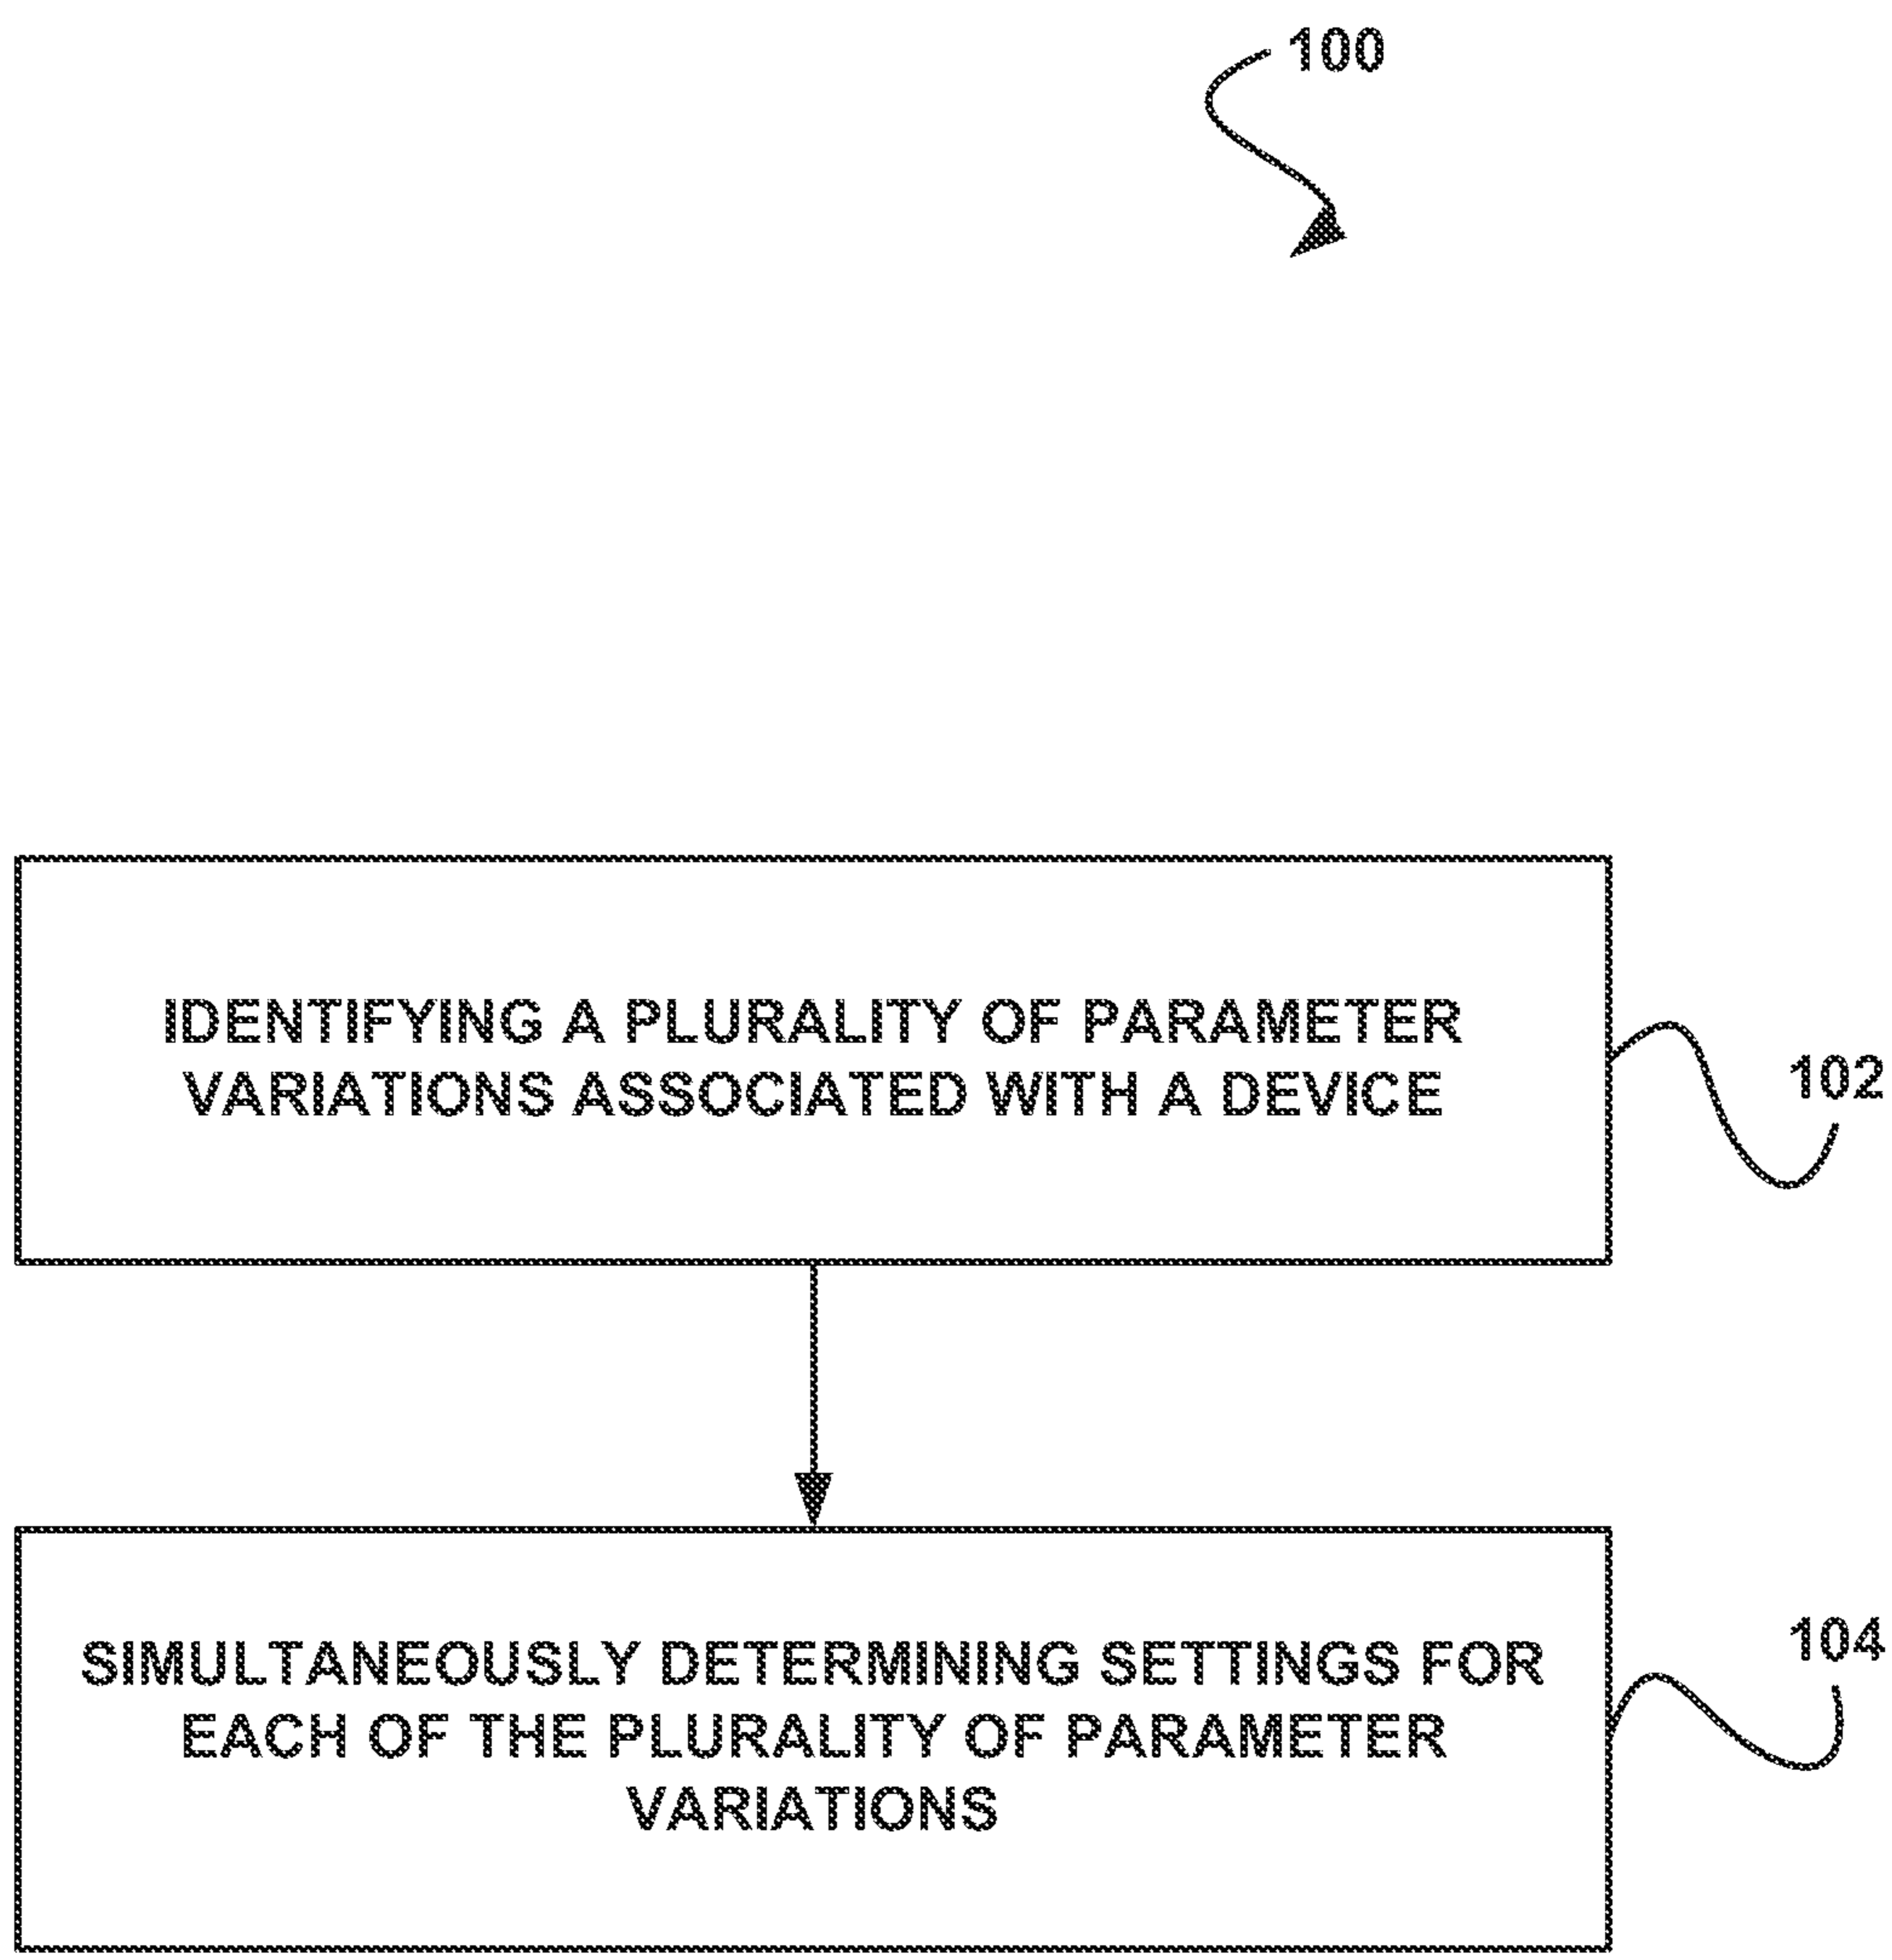 100
IDENTIFYING A PLURALITY OF PARAMETER
VARIATIONS ASSOCIATED WITH A DEVICE
102
SIMULTANEOUSLY DETERMINING SETTINGS FOR
EACH OF THE PLURALITY OF PARAMETER
VARIATIONS
104